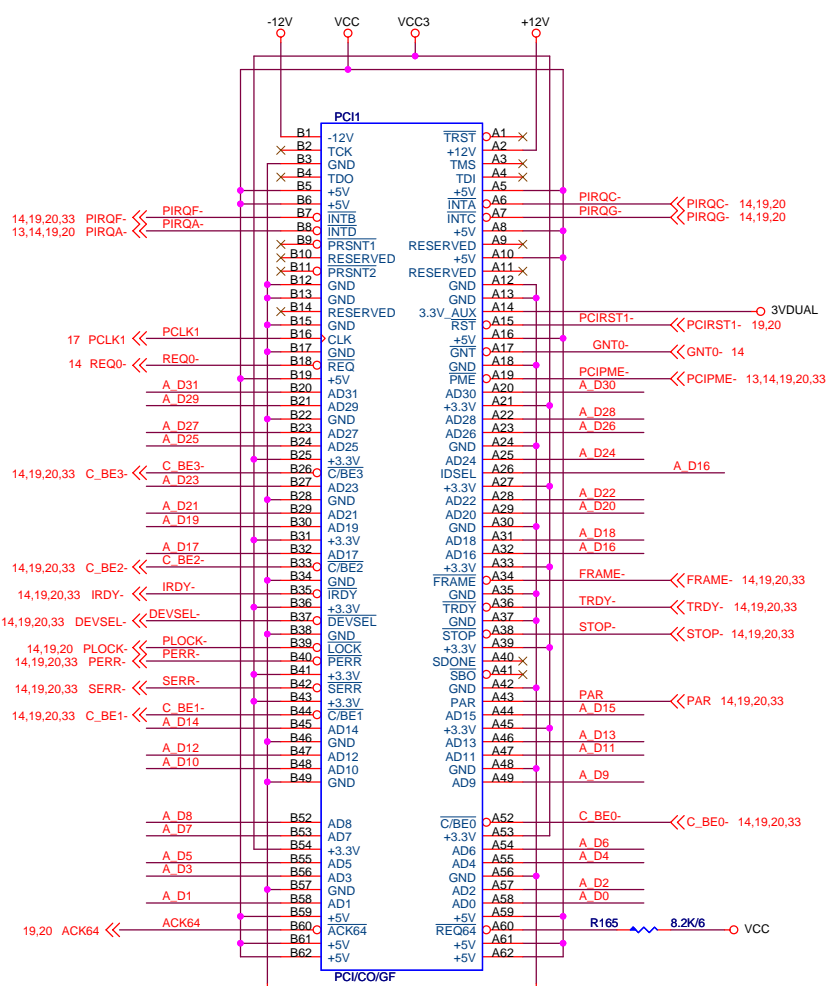 -12V VCC VCC3 +12V
PCI1
B1 -12V TRST A1
B2 TCK +12V A2
B3 GND TMS A3
B4 TDO TDI A4
B5 +5V +5V A5
B6 +5V INTA A6 PIRQC- PIRQC- 14,19,20
14,19,20,33 PIRQF- PIRQF- B7 INTB INTC A7 PIRQG- PIRQG- 14,19,20
13,14,19,20 PIRQA- PIRQA- B8 INTD +5V A8
B9 PRSNT1 RESERVED A9
B10 RESERVED +5V A10
B11 PRSNT2 RESERVED A11
B12 GND GND A12
B13 GND GND A13
B14 RESERVED 3.3V_AUX A14 3VDUAL
B15 GND RST A15 PCIRST1- PCIRST1- 19,20
17 PCLK1 PCLK1 B16 CLK +5V A16
B17 GND GNT A17 GNT0- GNT0- 14
14 REQ0- REQ0- B18 REQ GND A18
B19 +5V PME A19 PCIPME- PCIPME- 13,14,19,20,33
A_D31 B20 AD31 AD30 A20 A_D30
A_D29 B21 AD29 +3.3V A21
B22 GND AD28 A22 A_D28
A_D27 B23 AD27 AD26 A23 A_D26
A_D25 B24 AD25 GND A24
B25 +3.3V AD24 A25 A_D24
14,19,20,33 C_BE3- C_BE3- B26 C/BE3 IDSEL A26 A_D16
A_D23 B27 AD23 +3.3V A27
B28 GND AD22 A28 A_D22
A_D21 B29 AD21 AD20 A29 A_D20
A_D19 B30 AD19 GND A30
B31 +3.3V AD18 A31 A_D18
A_D17 B32 AD17 AD16 A32 A_D16
14,19,20,33 C_BE2- C_BE2- B33 C/BE2 +3.3V A33
B34 GND FRAME A34 FRAME- FRAME- 14,19,20,33
14,19,20,33 IRDY- IRDY- B35 IRDY GND A35
B36 +3.3V TRDY A36 TRDY- TRDY- 14,19,20,33
14,19,20,33 DEVSEL- DEVSEL- B37 DEVSEL GND A37
B38 GND STOP A38 STOP- STOP- 14,19,20,33
14,19,20 PLOCK- PLOCK- B39 LOCK +3.3V A39
14,19,20,33 PERR- PERR- B40 PERR SDONE A40
B41 +3.3V SBO A41
14,19,20,33 SERR- SERR- B42 SERR GND A42
B43 +3.3V PAR A43 PAR PAR 14,19,20,33
14,19,20,33 C_BE1- C_BE1- B44 C/BE1 AD15 A44 A_D15
A_D14 B45 AD14 +3.3V A45
B46 GND AD13 A46 A_D13
A_D12 B47 AD12 AD11 A47 A_D11
A_D10 B48 AD10 GND A48
B49 GND AD9 A49 A_D9
A_D8 B52 AD8 C/BE0 A52 C_BE0- C_BE0- 14,19,20,33
A_D7 B53 AD7 +3.3V A53
B54 +3.3V AD6 A54 A_D6
A_D5 B55 AD5 AD4 A55 A_D4
A_D3 B56 AD3 GND A56
B57 GND AD2 A57 A_D2
A_D1 B58 AD1 AD0 A58 A_D0
B59 +5V +5V A59
19,20 ACK64 ACK64 B60 ACK64 REQ64 A60 R165 8.2K/6 VCC
B61 +5V +5V A61
B62 +5V +5V A62
PCI/CO/GF